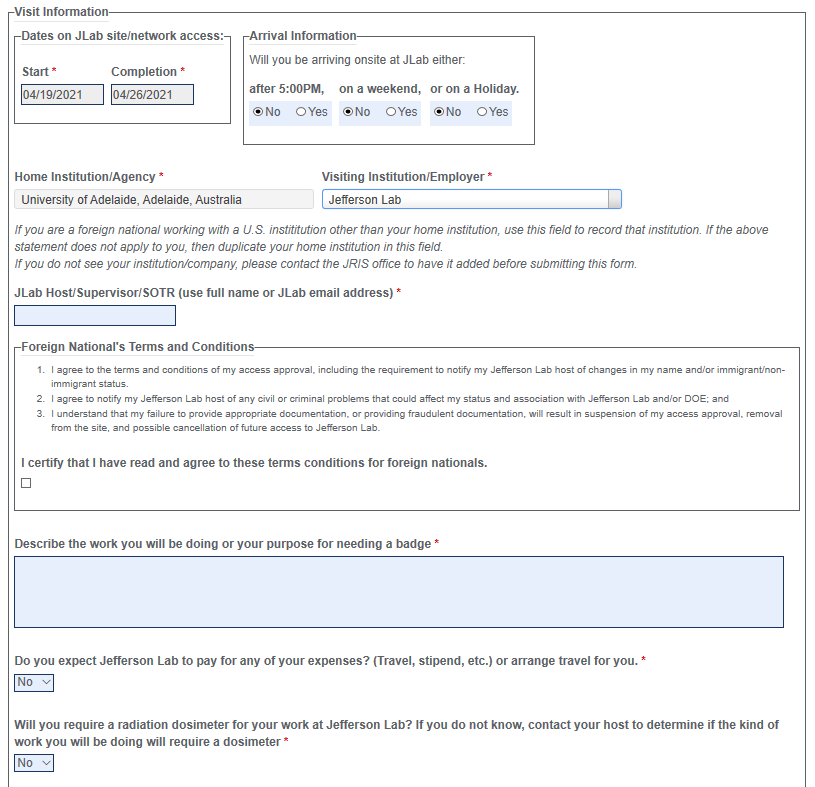 Visit Information
Dates on JLab site/network access:
Start *
Completion *
04/19/2021
04/26/2021
Arrival Information
Will you be arriving onsite at JLab either:
after 5:00PM,
on a weekend,
or on a Holiday.
No
Yes
No
Yes
No
Yes
Home Institution/Agency *
Visiting Institution/Employer *
University of Adelaide, Adelaide, Australia
Jefferson Lab
If you are a foreign national working with a U.S. instititution other than your home institution, use this field to record that institution. If the above
statement does not apply to you, then duplicate your home institution in this field.
If you do not see your institution/company, please contact the JRIS office to have it added before submitting this form.
JLab Host/Supervisor/SOTR (use full name or JLab email address) *
Foreign National's Terms and Conditions
1. I agree to the terms and conditions of my access approval, including the requirement to notify my Jefferson Lab host of changes in my name and/or immigrant/non-
immigrant status.
2. I agree to notify my Jefferson Lab host of any civil or criminal problems that could affect my status and association with Jefferson Lab and/or DOE; and
3. I understand that my failure to provide appropriate documentation, or providing fraudulent documentation, will result in suspension of my access approval, removal
from the site, and possible cancellation of future access to Jefferson Lab.
I certify that I have read and agree to these terms conditions for foreign nationals.
Describe the work you will be doing or your purpose for needing a badge *
Do you expect Jefferson Lab to pay for any of your expenses? (Travel, stipend, etc.) or arrange travel for you. *
No
Will you require a radiation dosimeter for your work at Jefferson Lab? If you do not know, contact your host to determine if the kind of
work you will be doing will require a dosimeter *
No